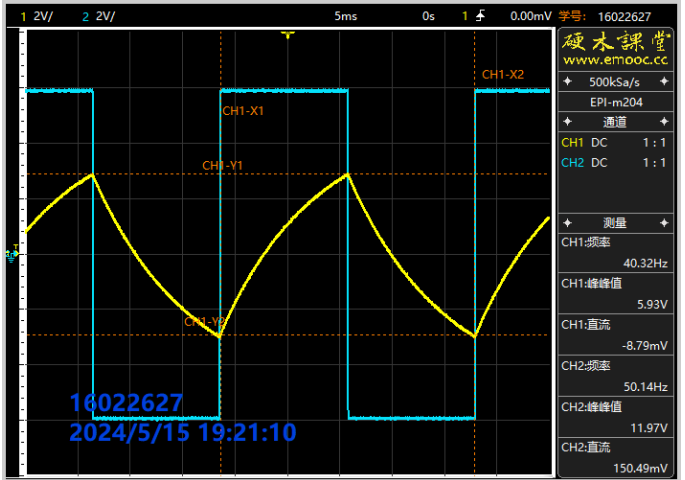 1 2V/ 2 2V/ 5ms 0s 1 0.00mV 学号: 16022627
硬木課堂
www.emooc.cc
500kSa/s
EPI-m204
通道
CH1 DC 1 : 1
CH2 DC 1 : 1
测量
CH1:频率
40.32Hz
CH1:峰峰值
5.93V
CH1:直流
-8.79mV
CH2:频率
50.14Hz
CH2:峰峰值
11.97V
CH2:直流
150.49mV
CH1-X2
CH1-X1
CH1-Y1
CH1-Y2
T
16022627
2024/5/15 19:21:10